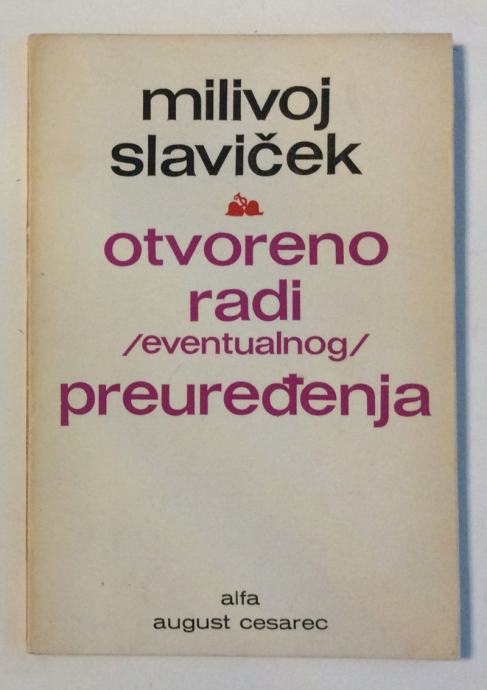 milivoj
slaviček
otvoreno
radi
/eventualnog/
preuređenja
alfa
august cesarec